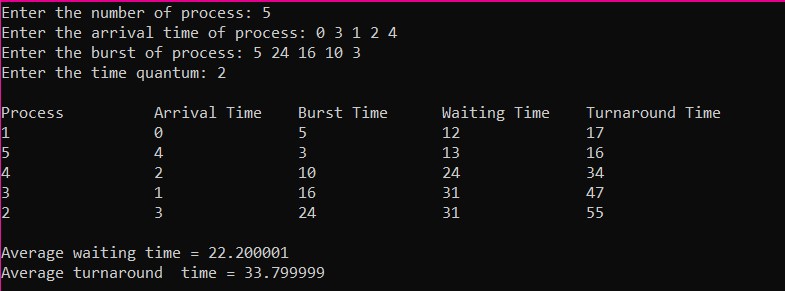 Enter the number of process: 5
Enter the arrival time of process: 0 3 1 2 4
Enter the burst of process: 5 24 16 10 3
Enter the time quantum: 2
Process Arrival Time Burst Time Waiting Time Turnaround Time
1 0 5 12 17
5 4 3 13 16
4 2 10 24 34
3 1 16 31 47
2 3 24 31 55
Average waiting time = 22.200001
Average turnaround  time = 33.799999